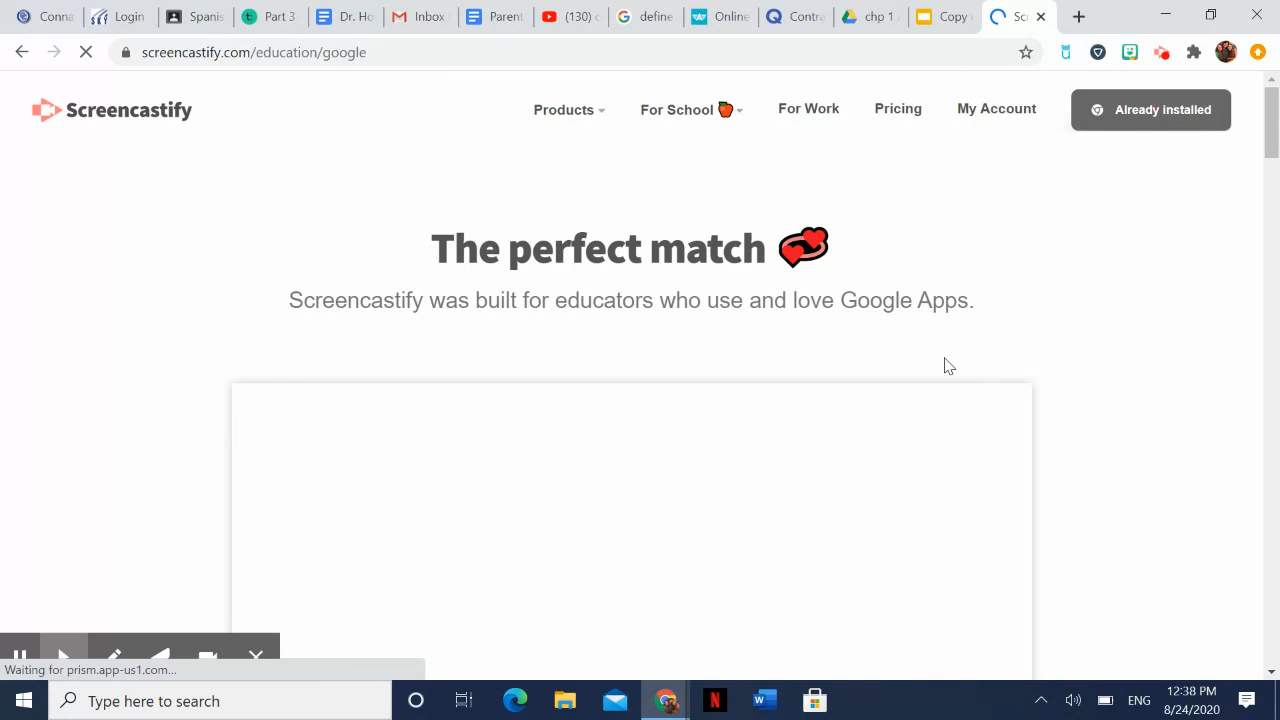 Conna
Login
Spanis
Part 3
Dr. Ho
Inbox
Parent
(130)
define
Online
Contra
chp 1
Copy
Sc
screencastify.com/education/google
Screencastify
Products
For School
For Work
Pricing
My Account
Already installed
The perfect match
Screencastify was built for educators who use and love Google Apps.
Waiting for prism.app-us1.com...
Type here to search
ENG
12:38 PM
8/24/2020